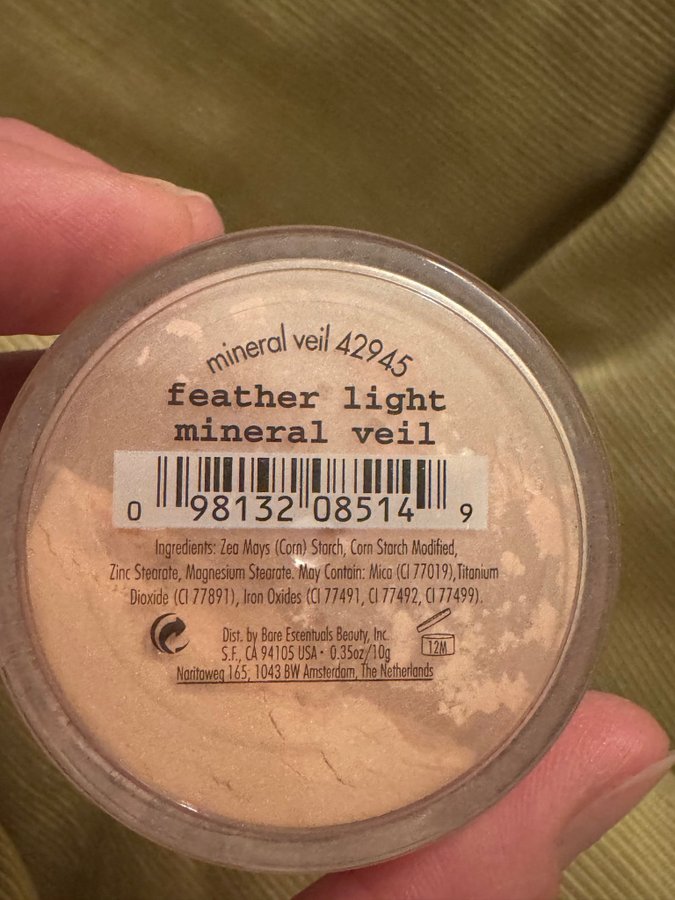 mineral veil 42945
feather light
mineral veil
0 98132 08514 9
Ingredients: Zea Mays (Corn) Starch, Corn Starch Modified,
Zinc Stearate, Magnesium Stearate. May Contain: Mica (CI 77019),Titanium
Dioxide (CI 77891), Iron Oxides (CI 77491, CI 77492, CI 77499).
Dist. by Bare Escentuals Beauty, Inc.
S.F., CA 94105 USA • 0.35oz/10g
Naritaweg 165, 1043 BW Amsterdam, The Netherlands
12M